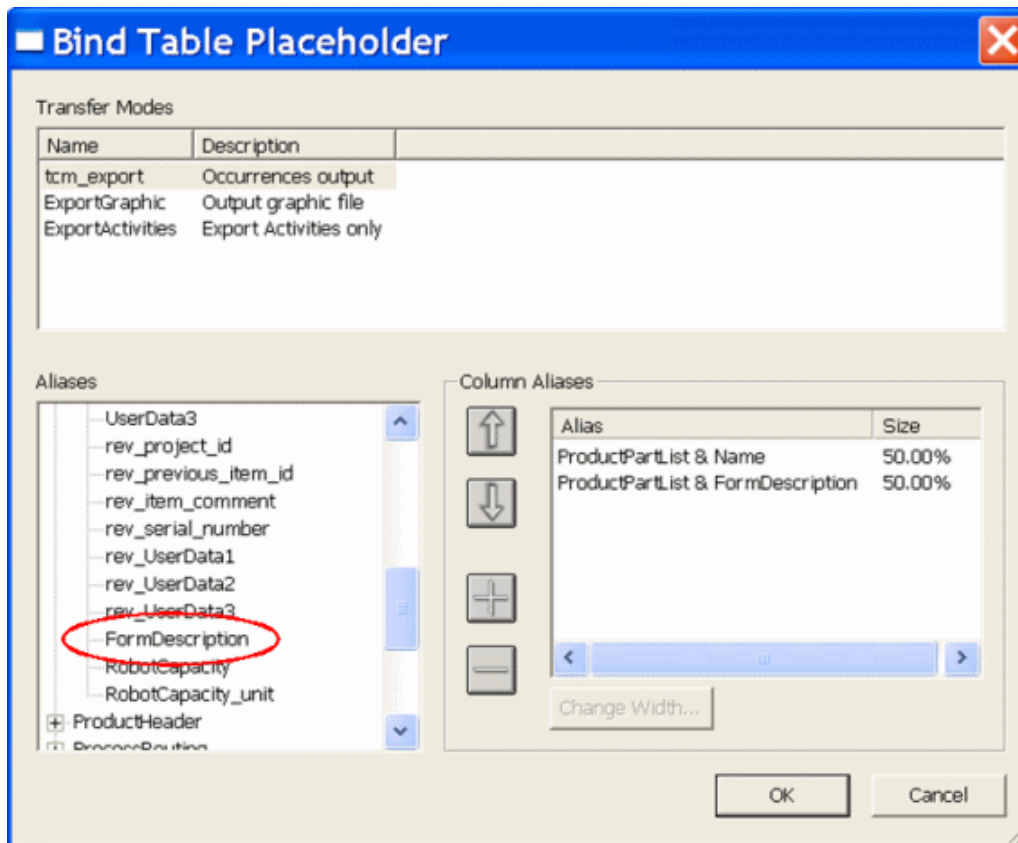 Bind Table Placeholder
Transfer Modes
Name Description
tcm_export Occurrences output
ExportGraphic Output graphic file
ExportActivities Export Activities only
Aliases
UserData3
rev_project_id
rev_previous_item_id
rev_item_comment
rev_serial_number
rev_UserData1
rev_UserData2
rev_UserData3
FormDescription
RobotCapacity
RobotCapacity_unit
ProductHeader
ProcessRouting
Column Aliases
Alias Size
ProductPartList & Name 50.00%
ProductPartList & FormDescription 50.00%
Change Width...
OK Cancel